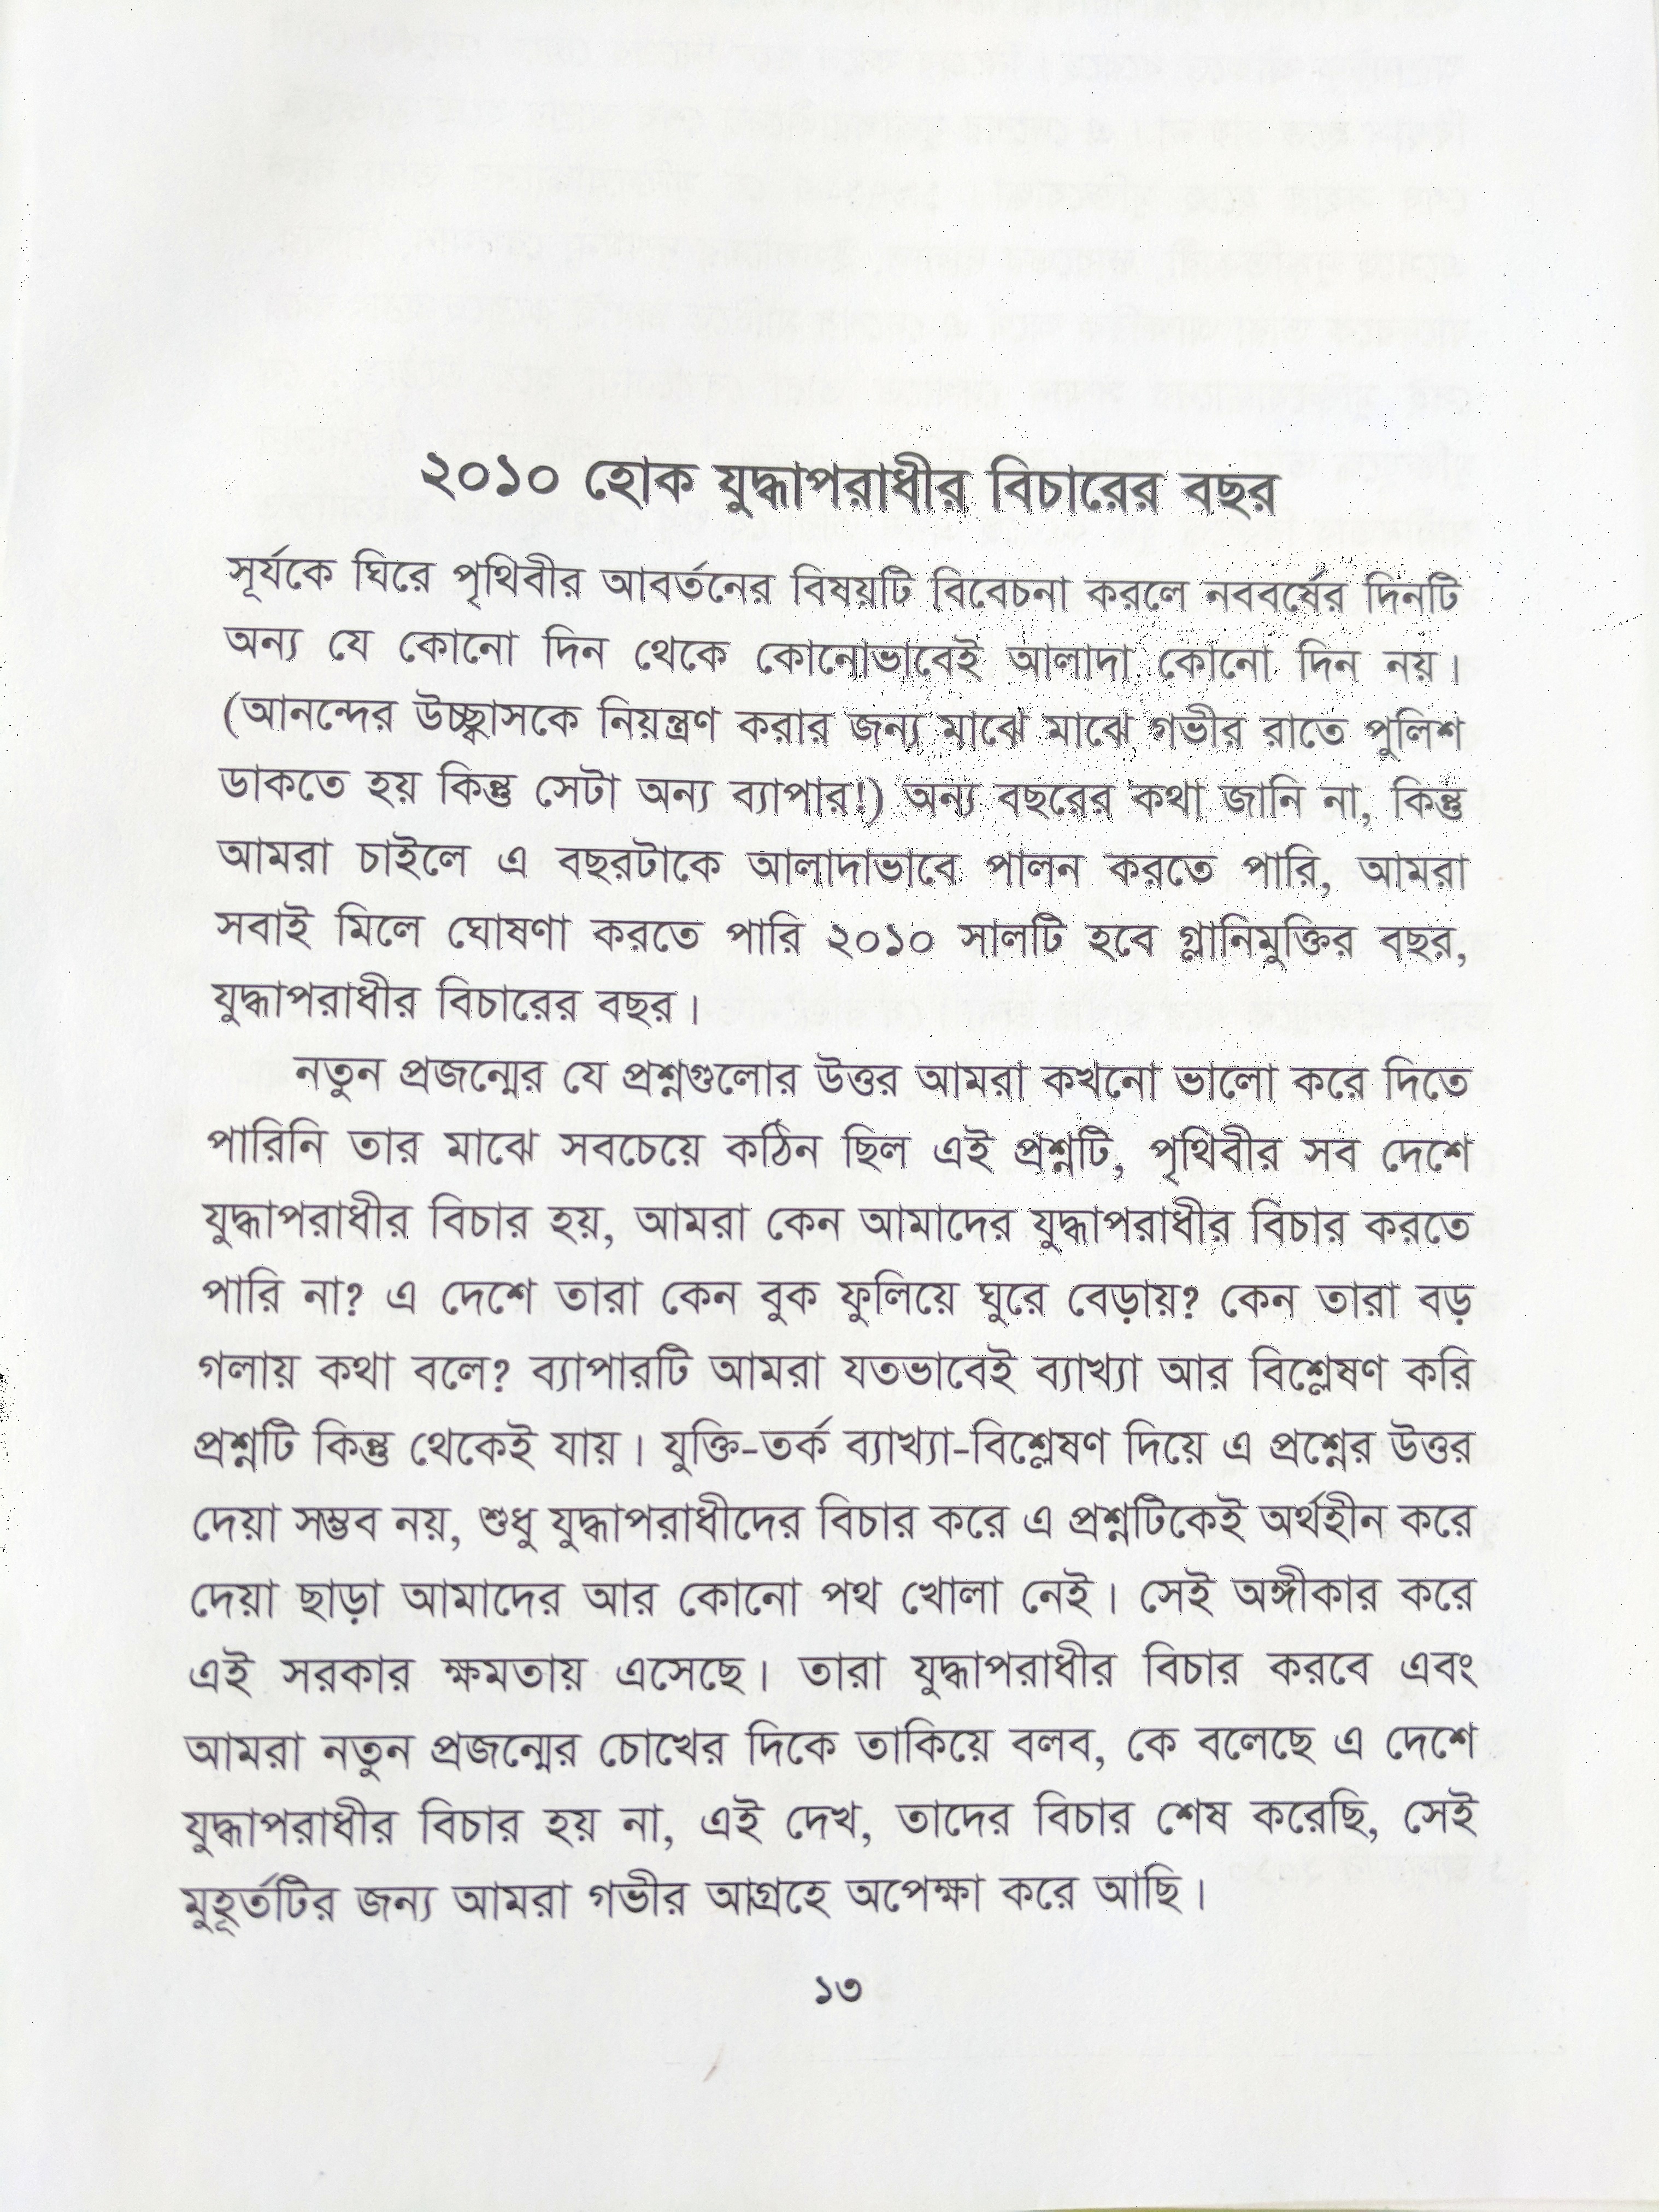 ২০১০ হোক যুদ্ধাপরাধীর বিচারের বছর
সূর্যকে ঘিরে পৃথিবীর আবর্তনের বিষয়টি বিবেচনা করলে নববর্ষের দিনটি
অন্য যে কোনো দিন থেকে কোনোভাবেই আলাদা কোনো দিন নয়।
(আনন্দের উচ্ছ্বাসকে নিয়ন্ত্রণ করার জন্য মাঝে মাঝে গভীর রাতে পুলিশ
ডাকতে হয় কিন্তু সেটা অন্য ব্যাপার!) অন্য বছরের কথা জানি না, কিন্তু
আমরা চাইলে এ বছরটাকে আলাদাভাবে পালন করতে পারি, আমরা
সবাই মিলে ঘোষণা করতে পারি ২০১০ সালটি হবে গ্লানিমুক্তির বছর,
যুদ্ধাপরাধীর বিচারের বছর।
নতুন প্রজন্মের যে প্রশ্নগুলোর উত্তর আমরা কখনো ভালো করে দিতে
পারিনি তার মাঝে সবচেয়ে কঠিন ছিল এই প্রশ্নটি, পৃথিবীর সব দেশে
যুদ্ধাপরাধীর বিচার হয়, আমরা কেন আমাদের যুদ্ধাপরাধীর বিচার করতে
পারি না? এ দেশে তারা কেন বুক ফুলিয়ে ঘুরে বেড়ায়? কেন তারা বড়
গলায় কথা বলে? ব্যাপারটি আমরা যতভাবেই ব্যাখ্যা আর বিশ্লেষণ করি
প্রশ্নটি কিন্তু থেকেই যায়। যুক্তি-তর্ক ব্যাখ্যা-বিশ্লেষণ দিয়ে এ প্রশ্নের উত্তর
দেয়া সম্ভব নয়, শুধু যুদ্ধাপরাধীদের বিচার করে এ প্রশ্নটিকেই অর্থহীন করে
দেয়া ছাড়া আমাদের আর কোনো পথ খোলা নেই। সেই অঙ্গীকার করে
এই সরকার ক্ষমতায় এসেছে। তারা যুদ্ধাপরাধীর বিচার করবে এবং
আমরা নতুন প্রজন্মের চোখের দিকে তাকিয়ে বলব, কে বলেছে এ দেশে
যুদ্ধাপরাধীর বিচার হয় না, এই দেখ, তাদের বিচার শেষ করেছি, সেই
মুহূর্তটির জন্য আমরা গভীর আগ্রহে অপেক্ষা করে আছি।
১৩